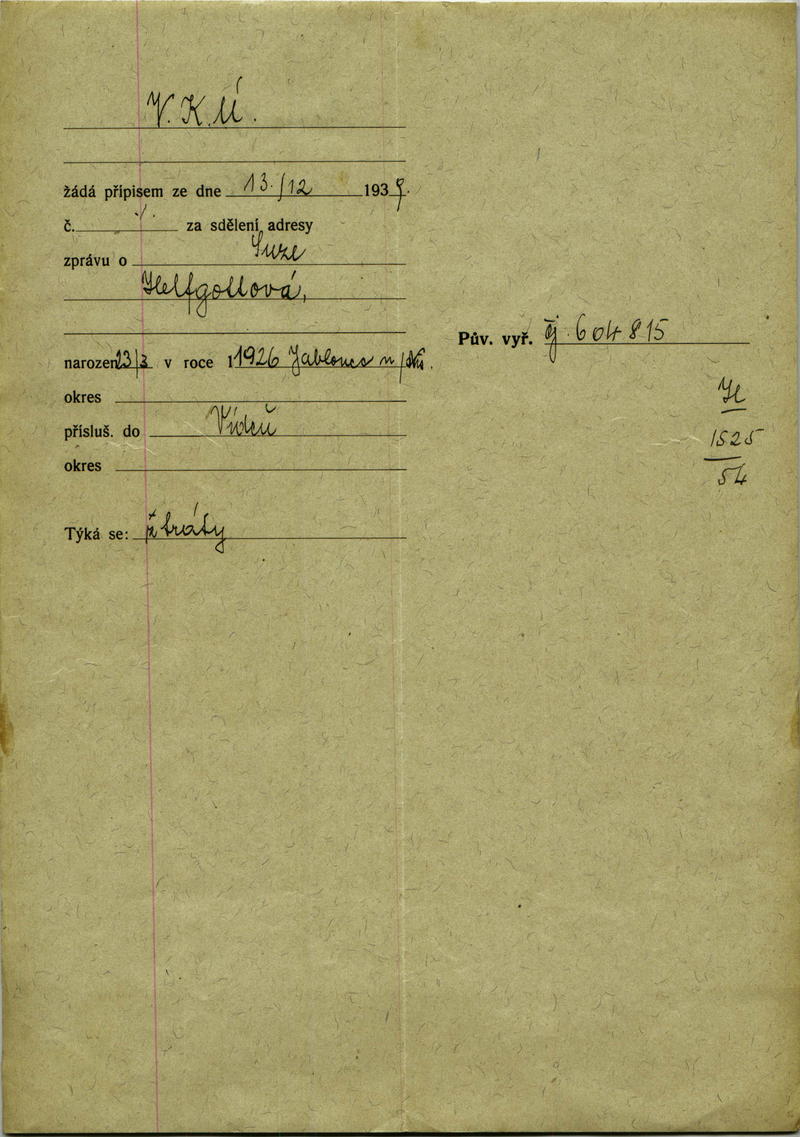 V.K.Ú.
žádá přípisem ze dne 13./12 1939.
č. ./. za sdělení adresy
zprávu o Suze
Helfgottová,
narozen 23/3 v roce 11926 Jablonec n/Nis.
okres
přísluš. do Vídeň
okres
Týká se: ztráty
Pův. vyř. čj. 604815
H
1525
54